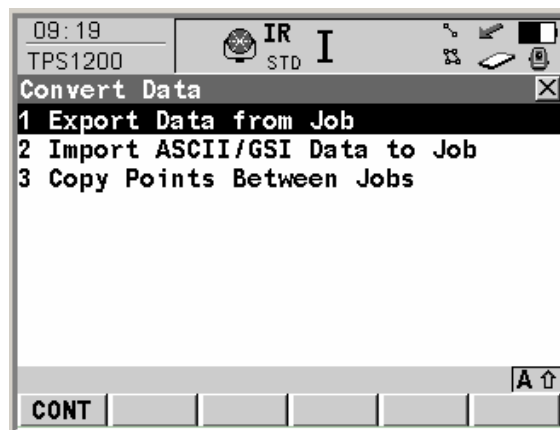 09:19
TPS1200
IR
STD
I
Convert Data
1 Export Data from Job
2 Import ASCII/GSI Data to Job
3 Copy Points Between Jobs
A
CONT